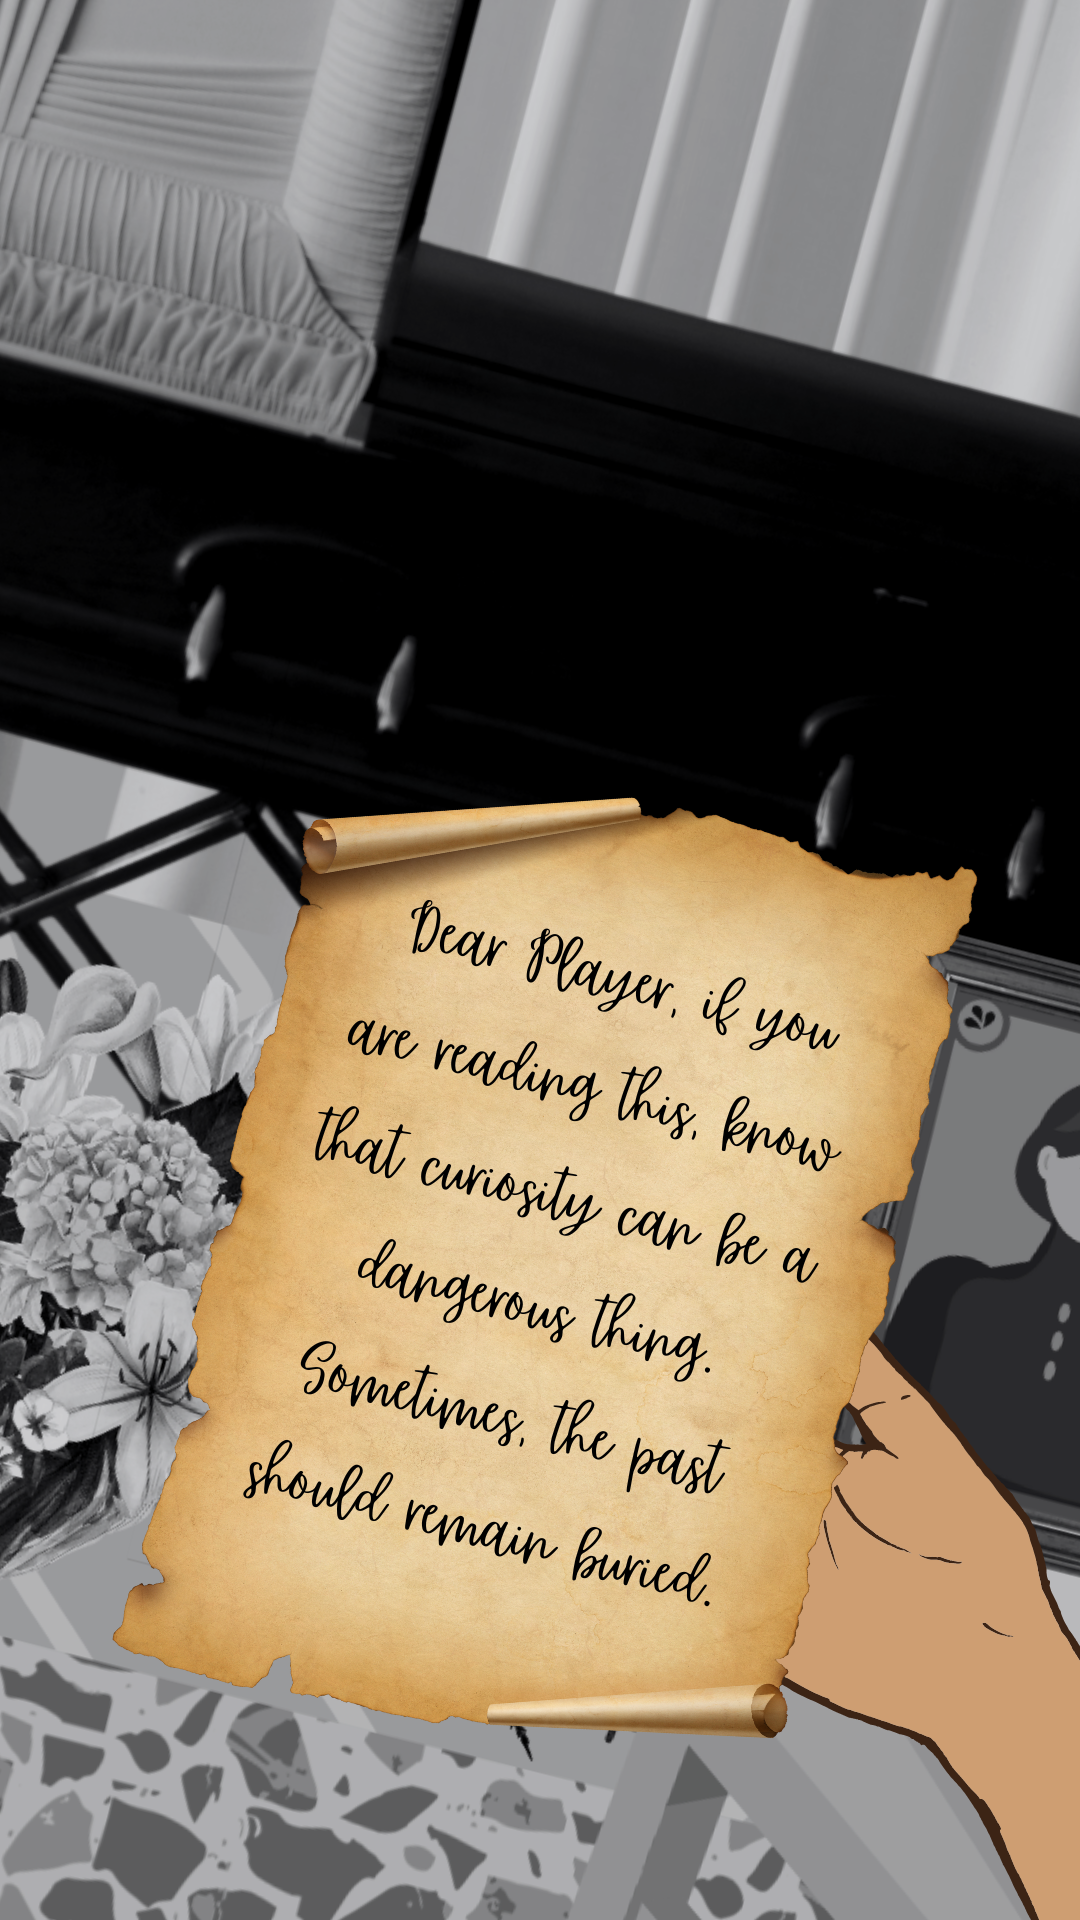 Dear Player, if you
are reading this, know
that curiosity can be a
dangerous thing.
Sometimes, the past
should remain buried.